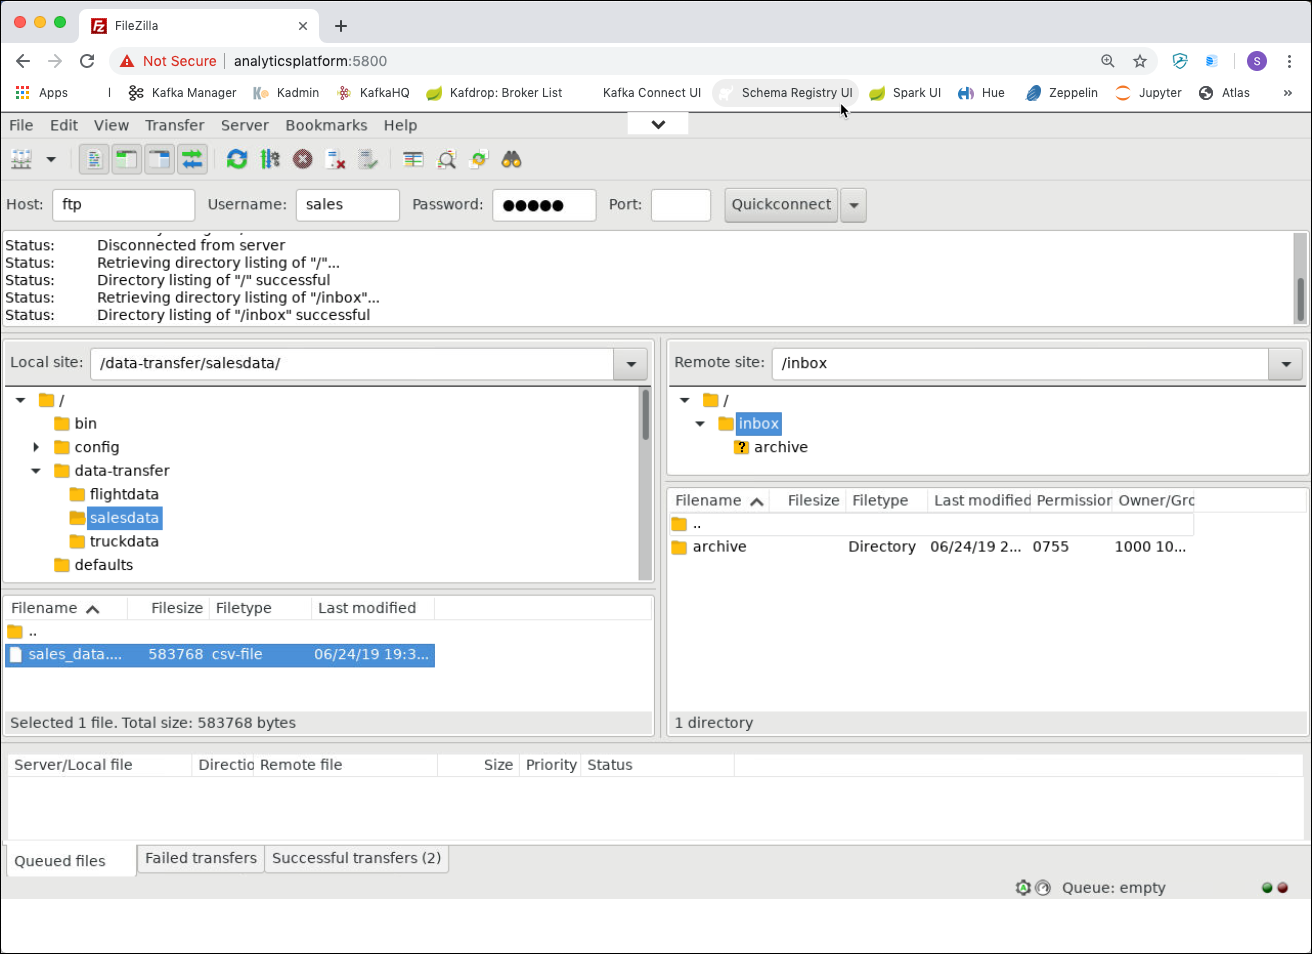 FileZilla
Not Secure analyticsplatform:5800 S
Apps I Kafka Manager Kadmin KafkaHQ Kafdrop: Broker List Kafka Connect UI Schema Registry UI Spark UI Hue Zeppelin Jupyter Atlas »
File Edit View Transfer Server Bookmarks Help
Host: ftp Username: sales Password: ●●●●● Port: Quickconnect
Status: Disconnected from server
Status: Retrieving directory listing of "/"...
Status: Directory listing of "/" successful
Status: Retrieving directory listing of "/inbox"...
Status: Directory listing of "/inbox" successful
Local site: /data-transfer/salesdata/
/
bin
config
data-transfer
flightdata
salesdata
truckdata
defaults
Filename Filesize Filetype Last modified
..
sales_data.... 583768 csv-file 06/24/19 19:3...
Selected 1 file. Total size: 583768 bytes
Remote site: /inbox
/
inbox
? archive
Filename Filesize Filetype Last modified Permission Owner/Gro
..
archive Directory 06/24/19 2... 0755 1000 10...
1 directory
Server/Local file Directio Remote file Size Priority Status
Queued files Failed transfers Successful transfers (2)
Queue: empty